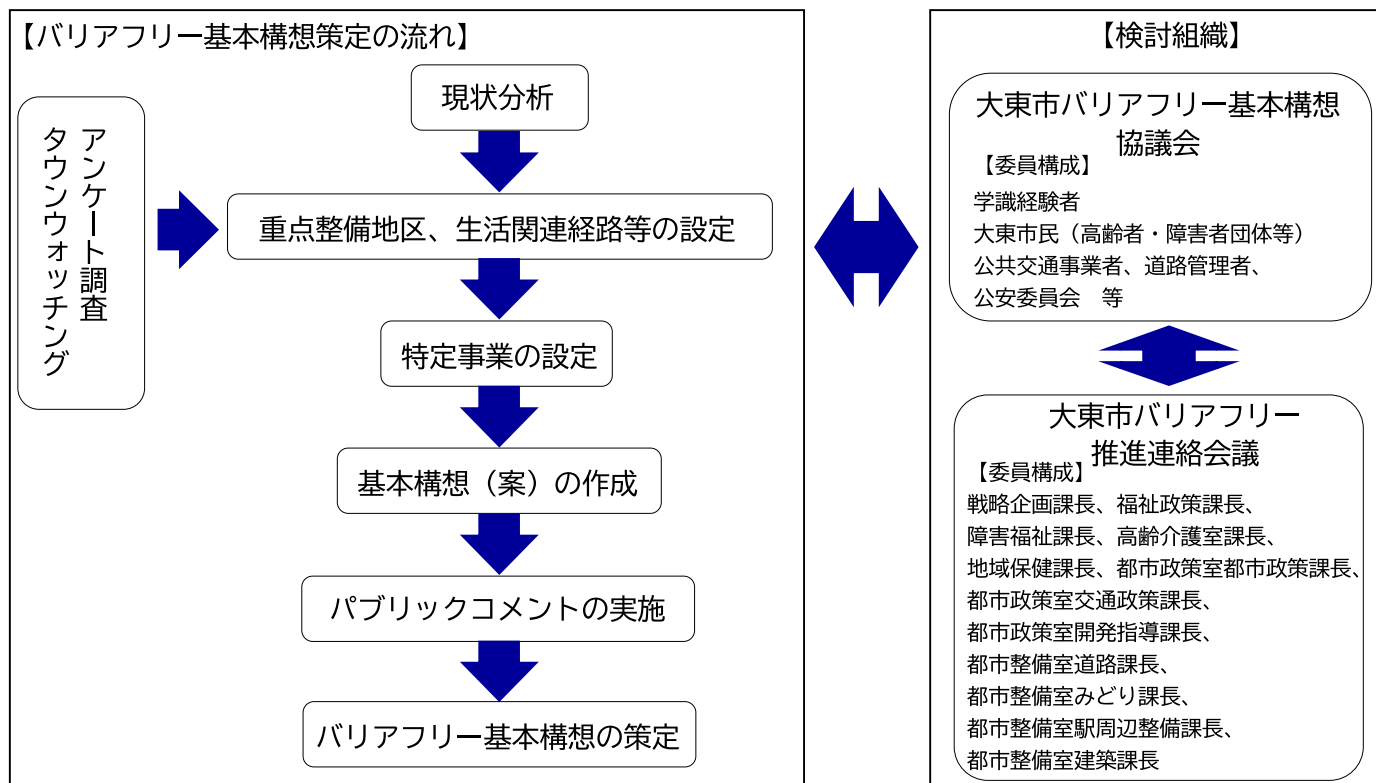 【バリアフリー基本構想策定の流れ】
現状分析
アンケート調査
タウンウォッチング
重点整備地区、生活関連経路等の設定
特定事業の設定
基本構想（案）の作成
パブリックコメントの実施
バリアフリー基本構想の策定
【検討組織】
大東市バリアフリー基本構想
協議会
【委員構成】
学識経験者
大東市民（高齢者・障害者団体等）
公共交通事業者、道路管理者、
公安委員会　等
大東市バリアフリー
推進連絡会議
【委員構成】
戦略企画課長、福祉政策課長、
障害福祉課長、高齢介護室課長、
地域保健課長、都市政策室都市政策課長、
都市政策室交通政策課長、
都市政策室開発指導課長、
都市整備室道路課長、
都市整備室みどり課長、
都市整備室駅周辺整備課長、
都市整備室建築課長